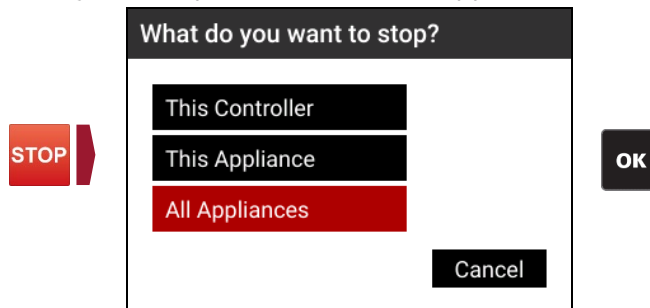 What do you want to stop?
This Controller
STOP
This Appliance
OK
All Appliances
Cancel